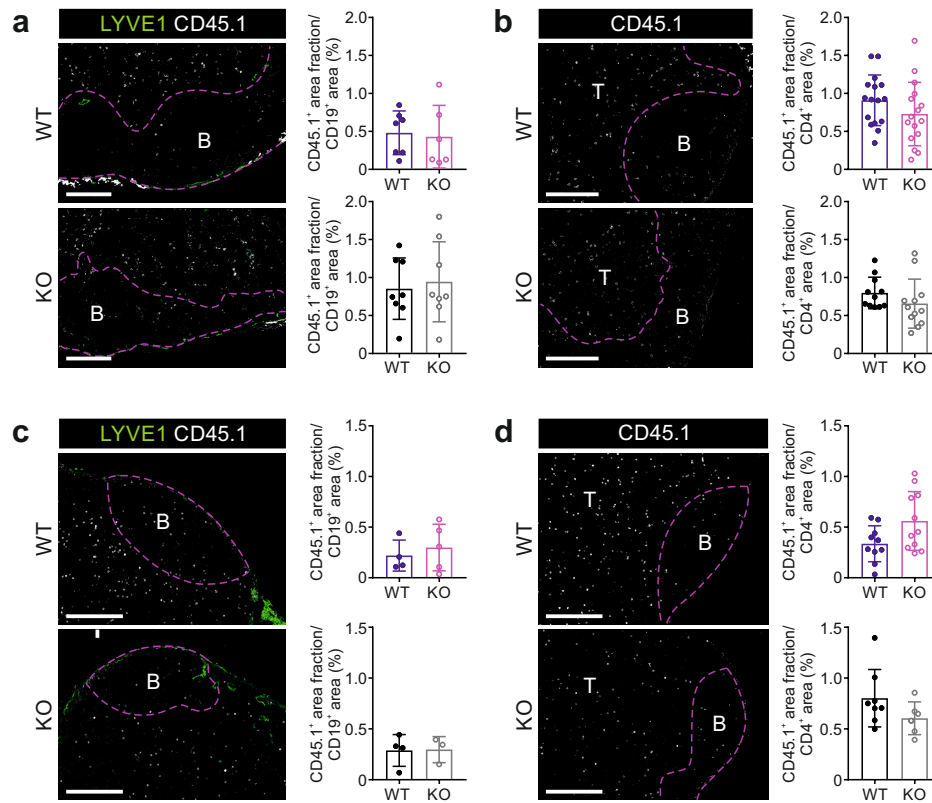 a
LYVE1 CD45.1
WT
B
KO
B
CD45.1⁺ area fraction/
CD19⁺ area (%)
2.0
1.5
1.0
0.5
0
WT KO
CD45.1⁺ area fraction/
CD19⁺ area (%)
2.0
1.5
1.0
0.5
0
WT KO
b
CD45.1
WT
T
B
KO
T
B
CD45.1⁺ area fraction/
CD4⁺ area (%)
2.0
1.5
1.0
0.5
0
WT KO
CD45.1⁺ area fraction/
CD4⁺ area (%)
2.0
1.5
1.0
0.5
0
WT KO
c
LYVE1 CD45.1
WT
B
KO
B
CD45.1⁺ area fraction/
CD19⁺ area (%)
1.5
1.0
0.5
0
WT KO
CD45.1⁺ area fraction/
CD19⁺ area (%)
1.5
1.0
0.5
0
WT KO
d
CD45.1
WT
T
B
KO
T
B
CD45.1⁺ area fraction/
CD4⁺ area (%)
1.5
1.0
0.5
0
WT KO
CD45.1⁺ area fraction/
CD4⁺ area (%)
1.5
1.0
0.5
0
WT KO